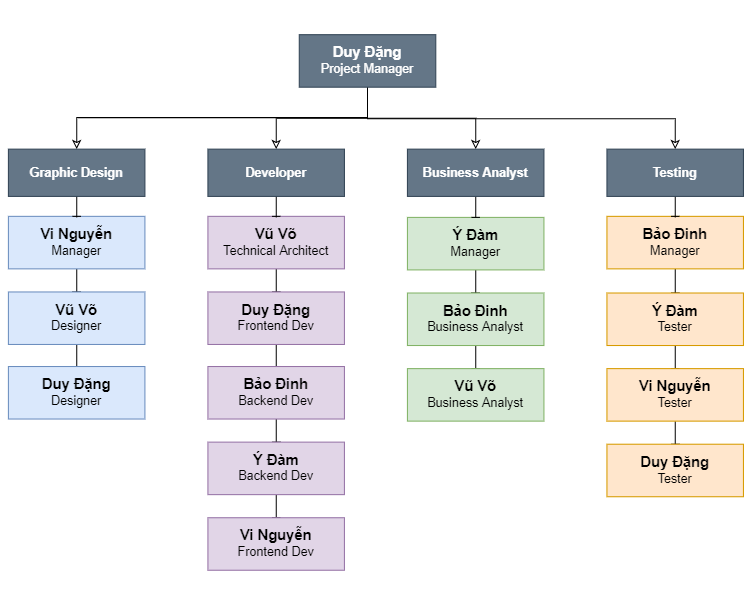 Duy Đặng
Project Manager
Graphic Design
Vi Nguyễn
Manager
Vũ Võ
Designer
Duy Đặng
Designer
Developer
Vũ Võ
Technical Architect
Duy Đặng
Frontend Dev
Bảo Đinh
Backend Dev
Ý Đàm
Backend Dev
Vi Nguyễn
Frontend Dev
Business Analyst
Ý Đàm
Manager
Bảo Đinh
Business Analyst
Vũ Võ
Business Analyst
Testing
Bảo Đinh
Manager
Ý Đàm
Tester
Vi Nguyễn
Tester
Duy Đặng
Tester